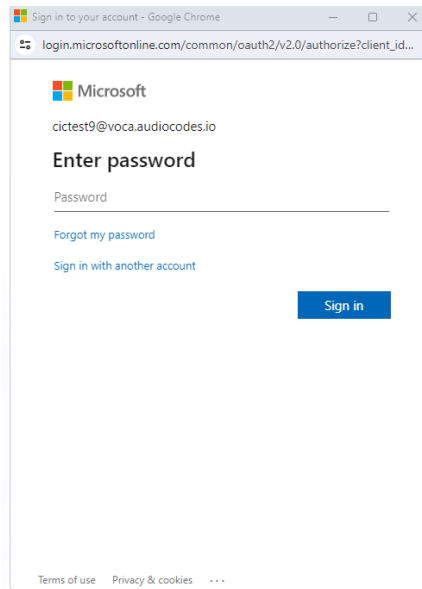 Sign in to your account - Google Chrome
login.microsoftonline.com/common/oauth2/v2.0/authorize?client_id...
Microsoft
cictest9@voca.audiocodes.io
Enter password
Password
Forgot my password
Sign in with another account
Sign in
Terms of use Privacy & cookies ...